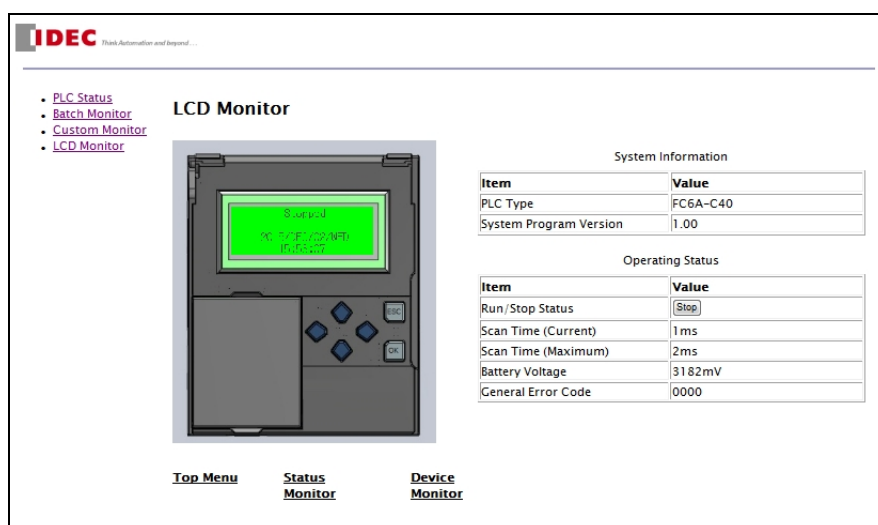 IDEC Think Automation and beyond....
PLC Status
Batch Monitor
Custom Monitor
LCD Monitor
LCD Monitor
Stopped
ESC
OK
System Information
Item Value
PLC Type FC6A-C40
System Program Version 1.00
Operating Status
Item Value
Run/Stop Status Stop
Scan Time (Current) 1ms
Scan Time (Maximum) 2ms
Battery Voltage 3182mV
General Error Code 0000
Top Menu Status Device
Monitor Monitor